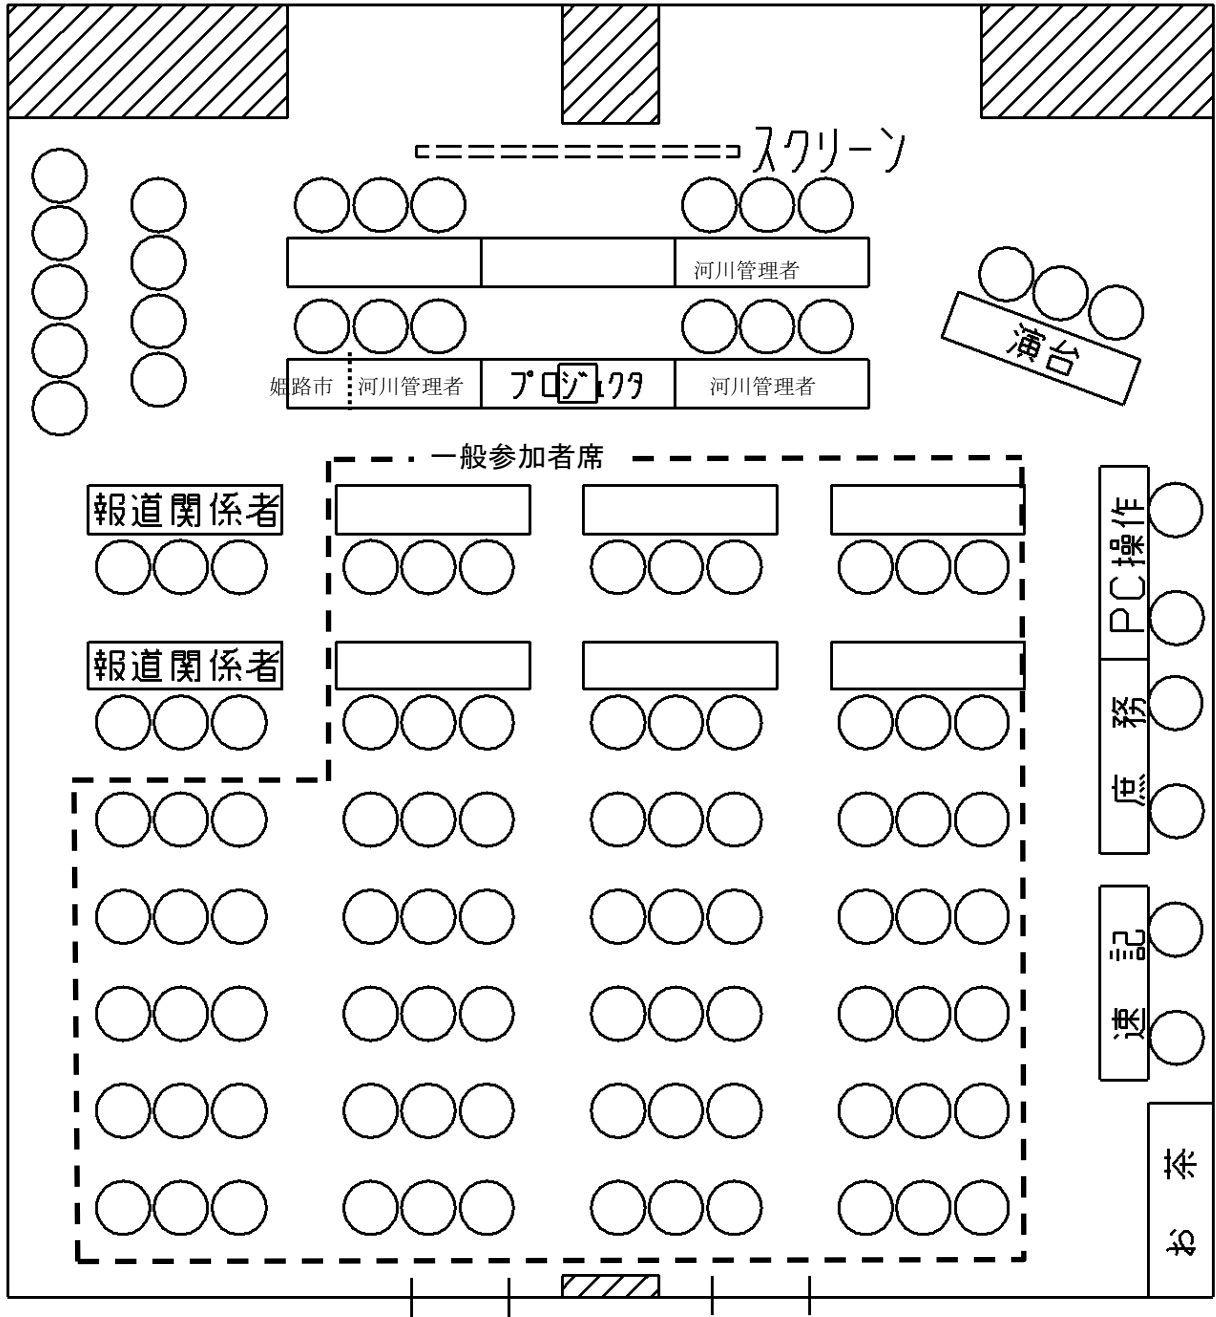 スクリーン
河川管理者
演台
姫路市
河川管理者
プロジェクタ
河川管理者
一般参加者席
報道関係者
報道関係者
PC操作
庶務
速記
お茶